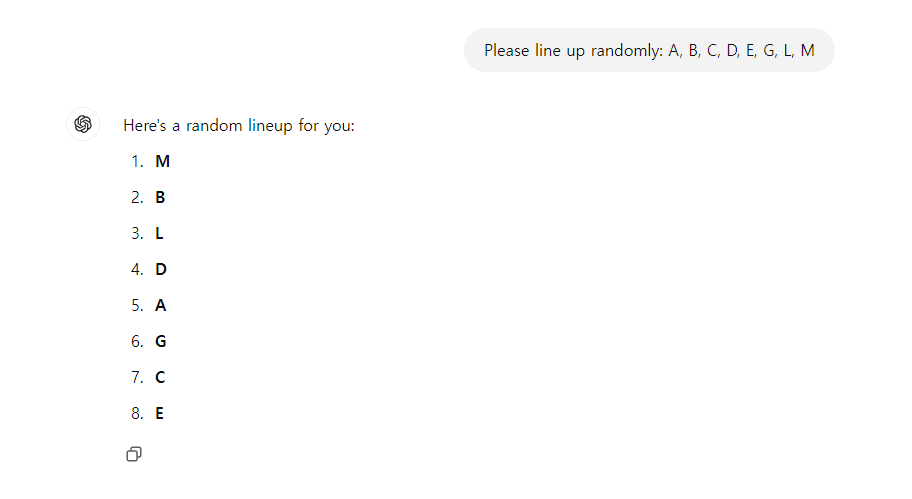 Please line up randomly: A, B, C, D, E, G, L, M
Here's a random lineup for you:
1. M
2. B
3. L
4. D
5. A
6. G
7. C
8. E